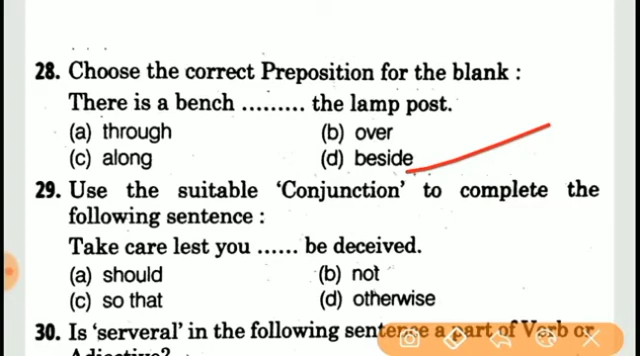 28. Choose the correct Preposition for the blank :
There is a bench ......... the lamp post.
(a) through (b) over
(c) along (d) beside
29. Use the suitable 'Conjunction' to complete the
following sentence :
Take care lest you ...... be deceived.
(a) should (b) not
(c) so that (d) otherwise
30. Is 'serveral' in the following sentence a part of Verb or
Adjective?